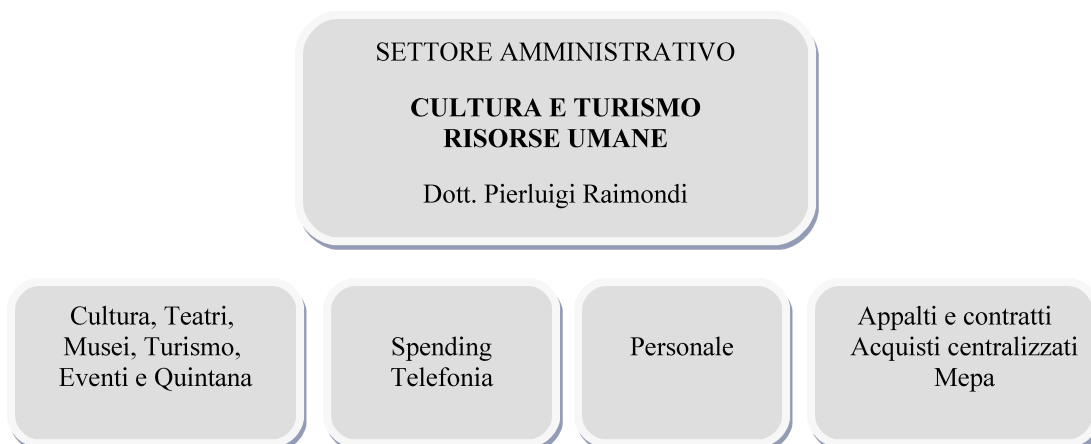 SETTORE AMMINISTRATIVO
CULTURA E TURISMO
RISORSE UMANE
Dott. Pierluigi Raimondi
Cultura, Teatri,
Musei, Turismo,
Eventi e Quintana
Spending
Telefonia
Personale
Appalti e contratti
Acquisti centralizzati
Mepa